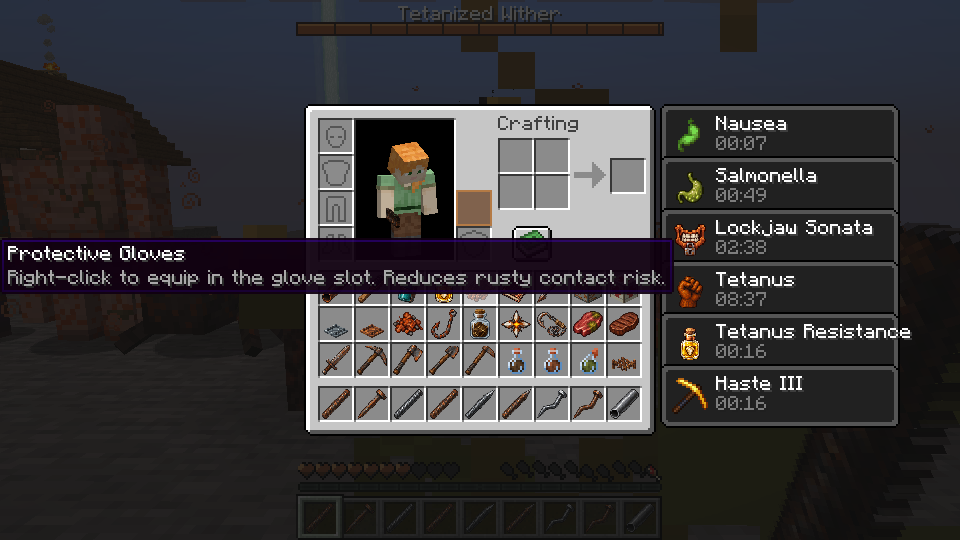 Tetanized Wither
Crafting
Nausea
00:07
Salmonella
00:49
Lockjaw Sonata
02:38
Tetanus
08:37
Tetanus Resistance
00:16
Haste III
00:16
Protective Gloves
Right-click to equip in the glove slot. Reduces rusty contact risk.